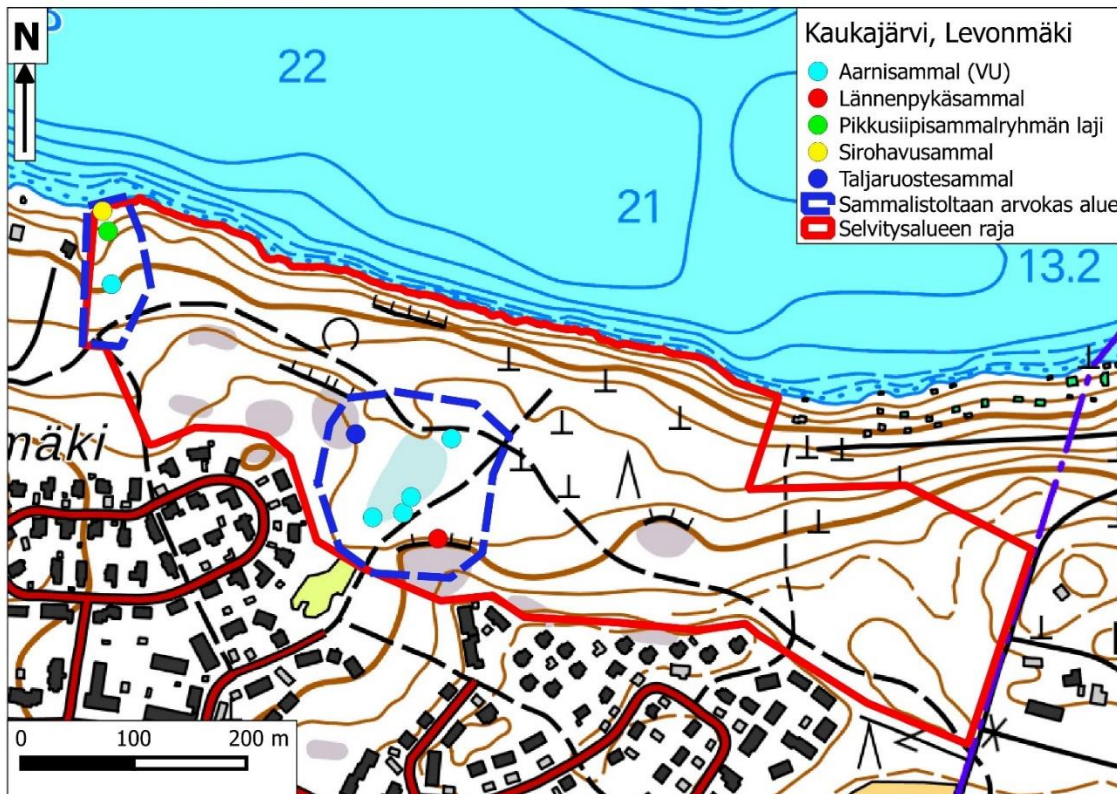 N
22
21
13.2
mäki
Kaukajärvi, Levonmäki
Aarnisammal (VU)
Lännenpykäsammal
Pikkusiipisammalryhmän laji
Sirohavusammal
Taljaruostesammal
Sammalistoltaan arvokas alue
Selvitysalueen raja
0 100 200 m